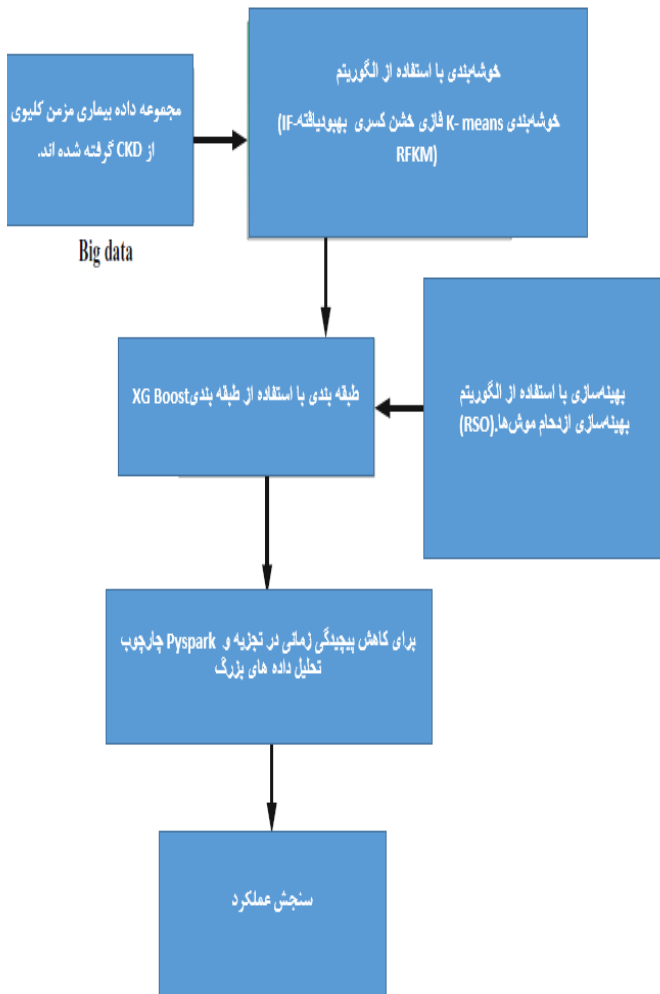 مجموعه داده بیماری مزمن کلیوی
از CKD گرفته شده اند.
Big data
خوشه‌بندی با استفاده از الگوریتم
خوشه‌بندی K- means فازی خشن کسری بهبودیافته-IF)
(RFKM
طبقه بندی با استفاده از طبقه بندیXG Boost
بهینه‌سازی با استفاده از الگوریتم
بهینه‌سازی ازدحام موش‌ها.(RSO)
برای کاهش پیچیدگی زمانی در تجزیه و Pyspark چارچوب
تحلیل داده های بزرگ
سنجش عملکرد